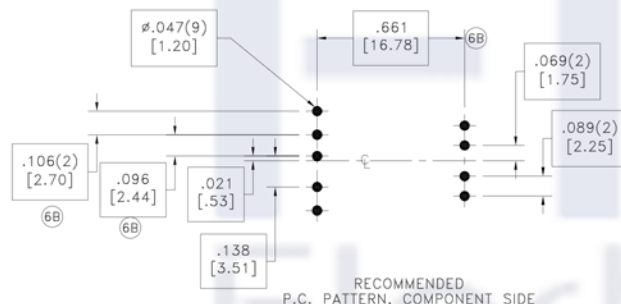 ø.047(9)
[1.20]
.661
[16.78]
6B
.069(2)
[1.75]
.089(2)
[2.25]
.106(2)
[2.70]
6B
.096
[2.44]
6B
.021
[.53]
.138
[3.51]
CL
RECOMMENDED
P.C. PATTERN, COMPONENT SIDE